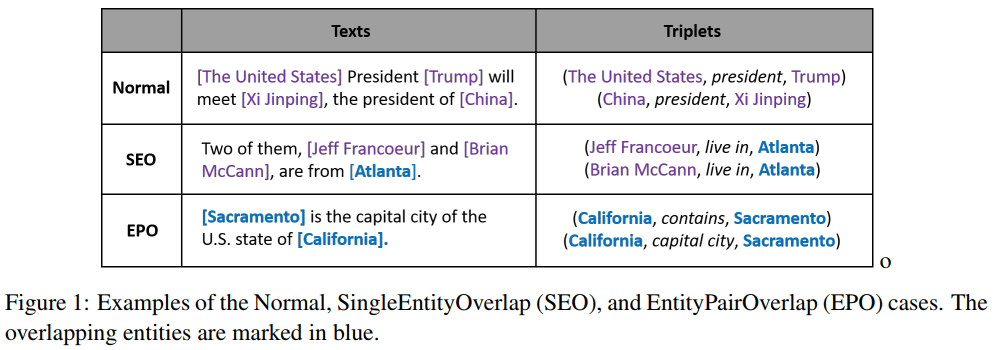 Texts Triplets
Normal [The United States] President [Trump] will (The United States, president, Trump)
meet [Xi Jinping], the president of [China]. (China, president, Xi Jinping)
SEO Two of them, [Jeff Francoeur] and [Brian (Jeff Francoeur, live in, Atlanta)
McCann], are from [Atlanta]. (Brian McCann, live in, Atlanta)
EPO [Sacramento] is the capital city of the (California, contains, Sacramento)
U.S. state of [California]. (California, capital city, Sacramento)
o
Figure 1: Examples of the Normal, SingleEntityOverlap (SEO), and EntityPairOverlap (EPO) cases. The
overlapping entities are marked in blue.